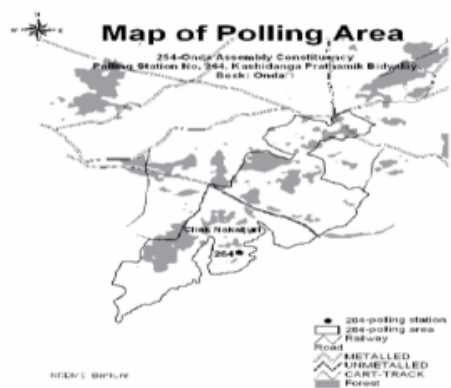 Map of Polling Area
254-Onda Assembly Constituency
Polling Station No, 264, Kashidanga Prathamik Bidyalay.
Bock: Onda
Chak Nakaijuri
264
264-polling station
264-polling area
Railway
Road
METALLED
UNMETALLED
CART-TRACK
Forest